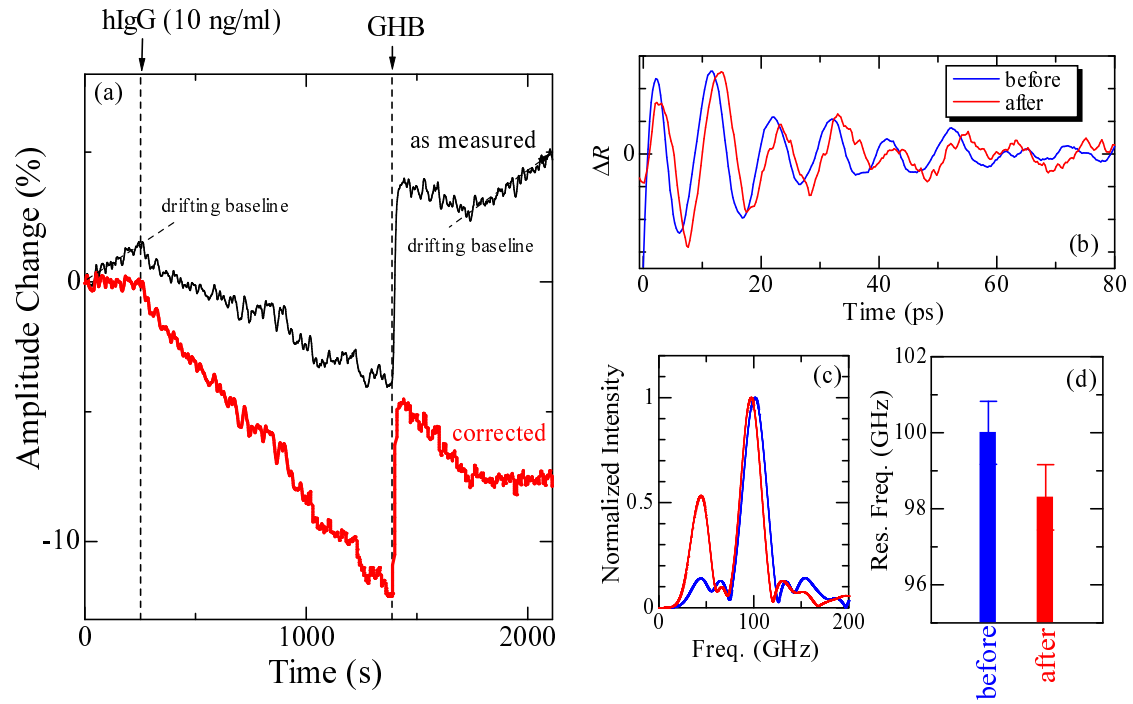 hIgG (10 ng/ml)
GHB
(a)
as measured
drifting baseline
drifting baseline
corrected
0
-10
Amplitude Change (%)
0
1000
2000
Time (s)
before
after
0
ΔR
(b)
0
20
40
60
80
Time (ps)
(c)
1
0.5
0
Normalized Intensity
0
100
200
Freq. (GHz)
(d)
102
100
98
96
Res. Freq. (GHz)
before
after